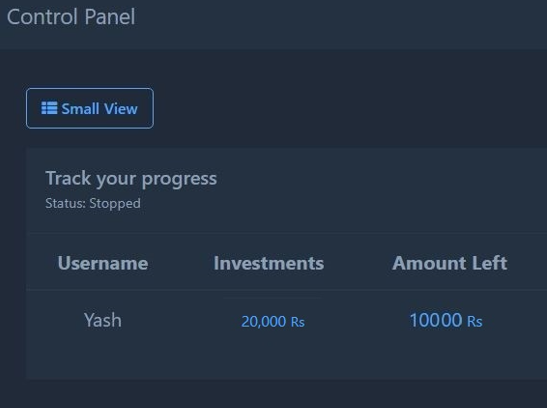 Control Panel
Small View
Track your progress
Status: Stopped
Username Investments Amount Left
Yash 20,000 Rs 10000 Rs